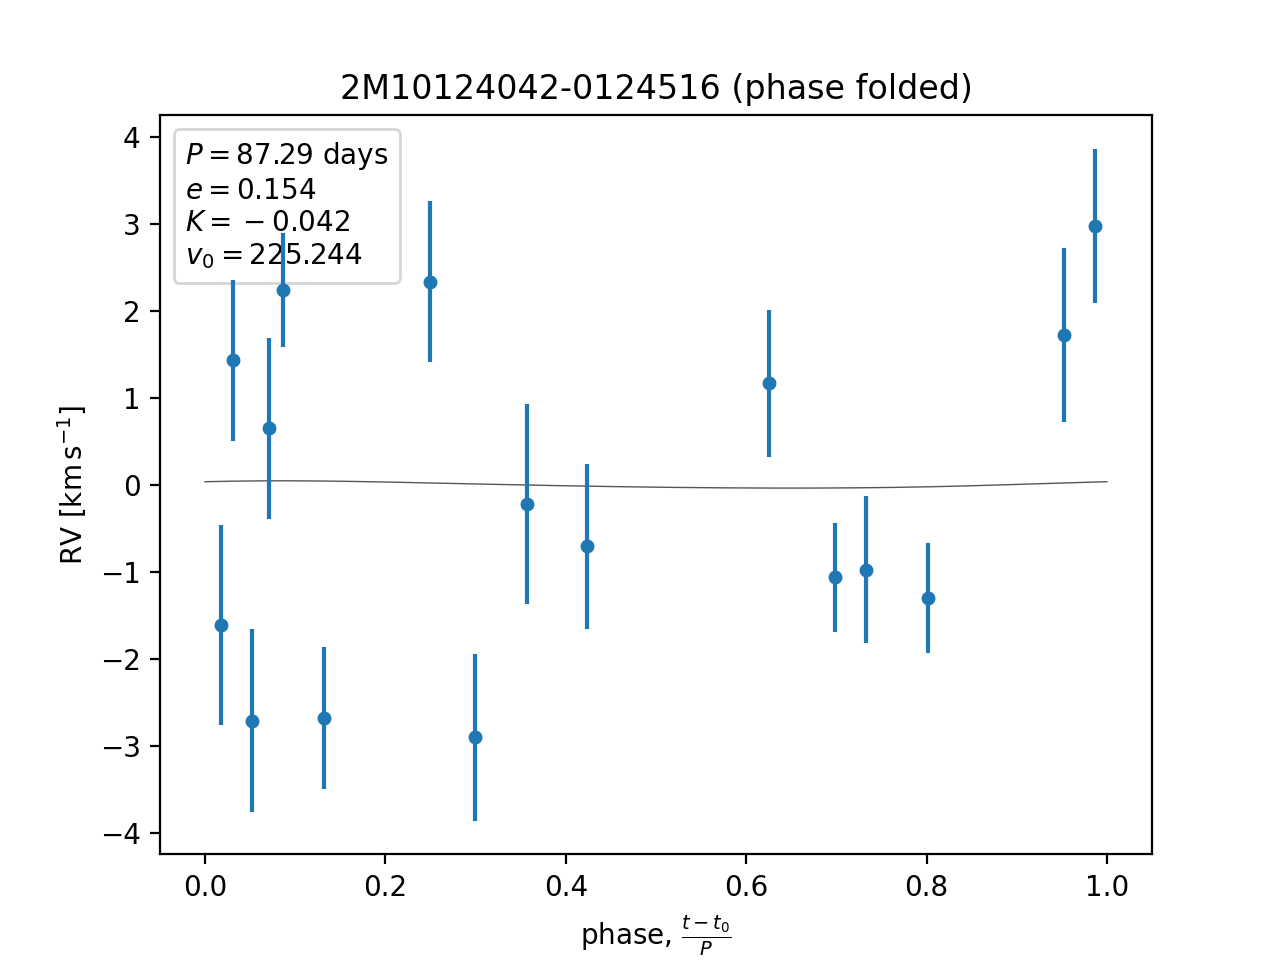 2M10124042-0124516 (phase folded)
P = 87.29 days
e = 0.154
K = −0.042
v₀ = 225.244
4
3
2
1
0
−1
−2
−3
−4
RV [km s⁻¹]
0.0 0.2 0.4 0.6 0.8 1.0
phase, (t − t₀)/P